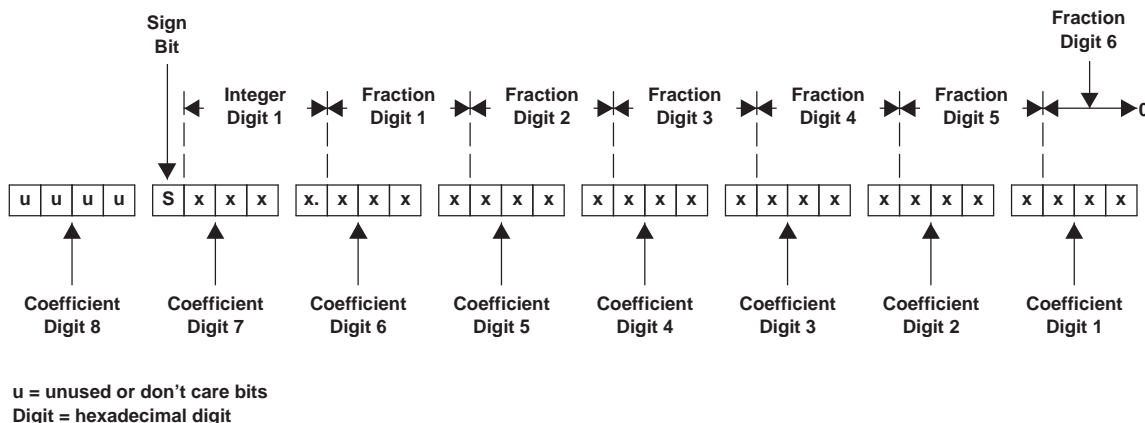 Sign
Bit
Fraction
Digit 6
Integer
Digit 1
Fraction
Digit 1
Fraction
Digit 2
Fraction
Digit 3
Fraction
Digit 4
Fraction
Digit 5
0
u u u u S x x x x. x x x x x x x x x x x x x x x x x x x x x x x
Coefficient
Digit 8
Coefficient
Digit 7
Coefficient
Digit 6
Coefficient
Digit 5
Coefficient
Digit 4
Coefficient
Digit 3
Coefficient
Digit 2
Coefficient
Digit 1
u = unused or don't care bits
Digit = hexadecimal digit